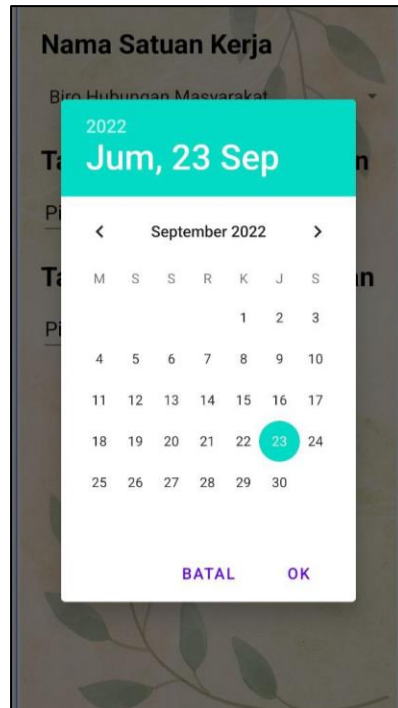 Nama Satuan Kerja
Biro Hubungan Masyarakat
2022
Jum, 23 Sep
September 2022
M S S R K J S
1 2 3
4 5 6 7 8 9 10
11 12 13 14 15 16 17
18 19 20 21 22 23 24
25 26 27 28 29 30
BATAL OK